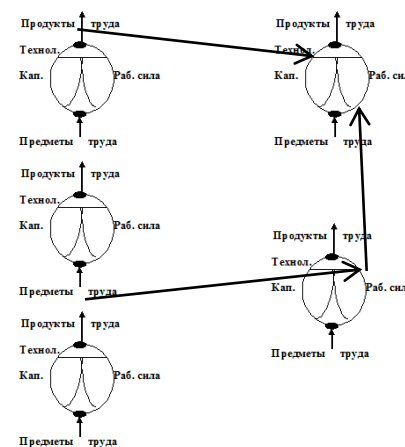 Продукты труда
Технол.
Кап. Раб. сила
Предметы труда
Продукты труда
Технол.
Кап. Раб. сила
Предметы труда
Продукты труда
Технол.
Кап. Раб. сила
Предметы труда
Продукты труда
Технол.
Кап. Раб. сила
Предметы труда
Продукты труда
Технол.
Кап. Раб. сила
Предметы труда